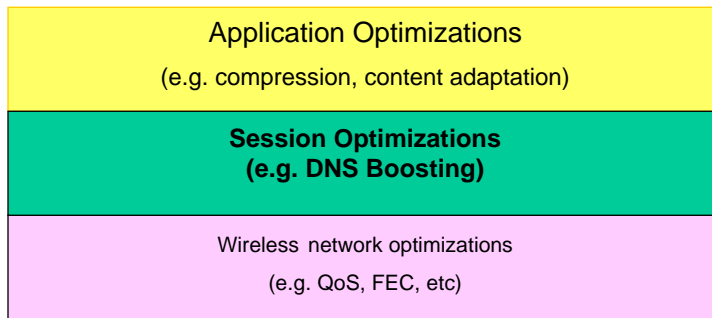 Application Optimizations
(e.g. compression, content adaptation)
Session Optimizations
(e.g. DNS Boosting)
Wireless network optimizations
(e.g. QoS, FEC, etc)